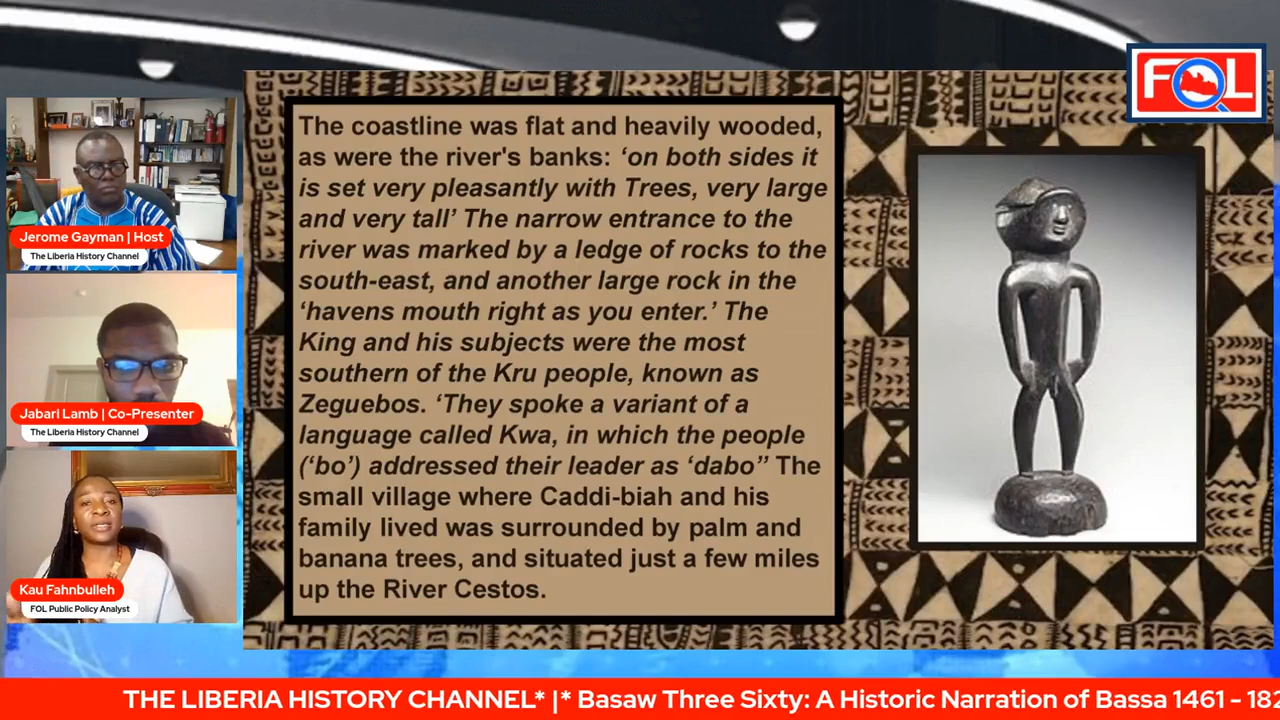 FOL
Jerome Gayman | Host
The Liberia History Channel
Jabari Lamb | Co-Presenter
The Liberia History Channel
Kau Fahnbulleh
FOL Public Policy Analyst
The coastline was flat and heavily wooded,
as were the river's banks: ‘on both sides it
is set very pleasantly with Trees, very large
and very tall’ The narrow entrance to the
river was marked by a ledge of rocks to the
south-east, and another large rock in the
‘havens mouth right as you enter.’ The
King and his subjects were the most
southern of the Kru people, known as
Zeguebos. ‘They spoke a variant of a
language called Kwa, in which the people
(‘bo’) addressed their leader as ‘dabo” The
small village where Caddi-biah and his
family lived was surrounded by palm and
banana trees, and situated just a few miles
up the River Cestos.
THE LIBERIA HISTORY CHANNEL* |* Basaw Three Sixty: A Historic Narration of Bassa 1461 - 182